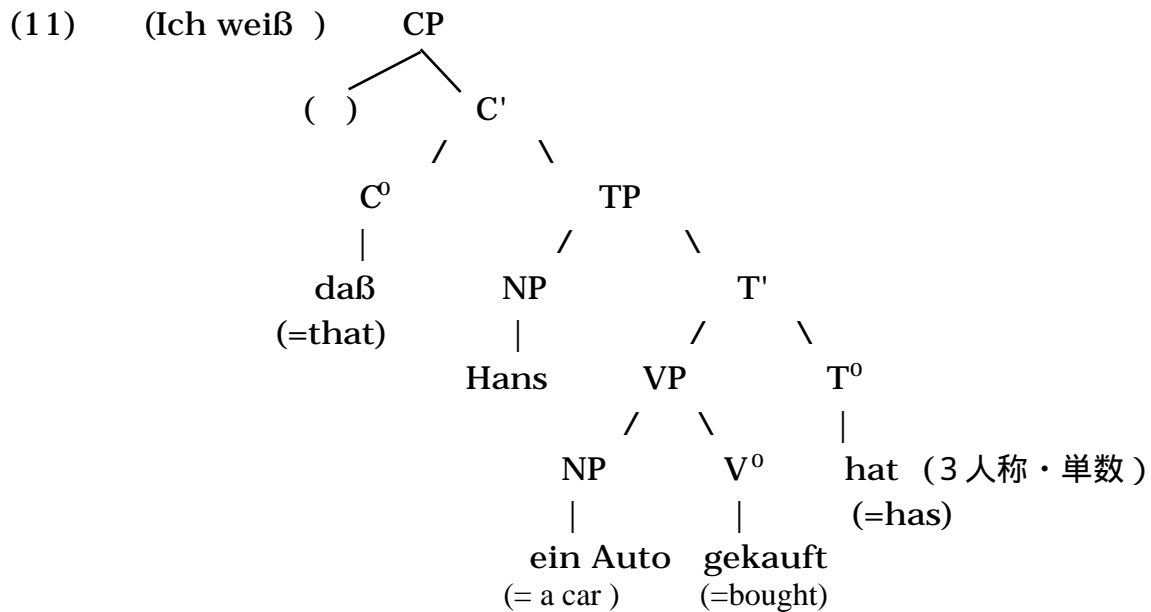 (11) (Ich weiß ) CP
( ) C'
C⁰ TP
daß NP T'
(=that)
Hans VP T⁰
NP V⁰ hat (３人称・単数)
(=has)
ein Auto gekauft
(= a car ) (=bought)